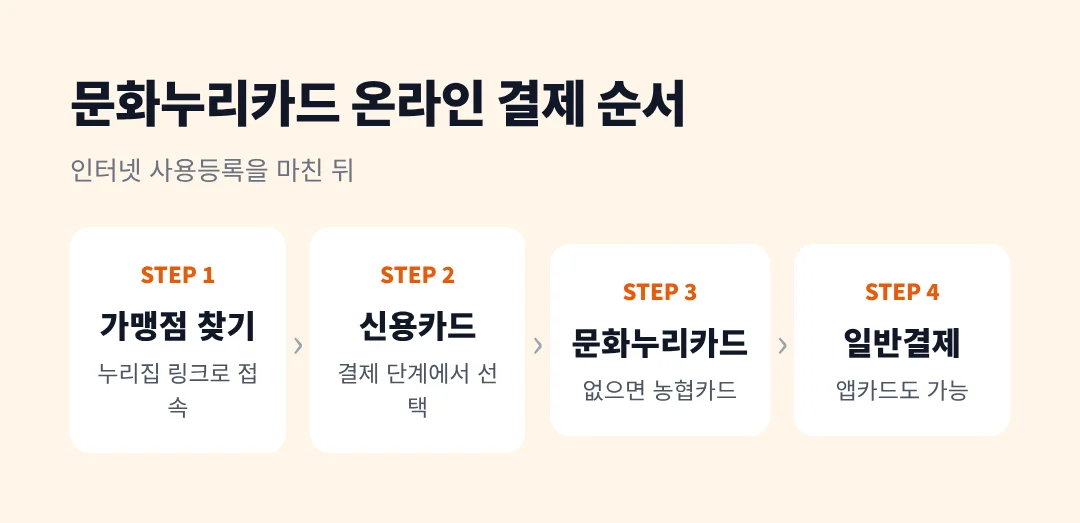 문화누리카드 온라인 결제 순서
인터넷 사용등록을 마친 뒤
STEP 1
가맹점 찾기
누리집 링크로 접
속
›
STEP 2
신용카드
결제 단계에서 선
택
›
STEP 3
문화누리카드
없으면 농협카드
›
STEP 4
일반결제
앱카드도 가능